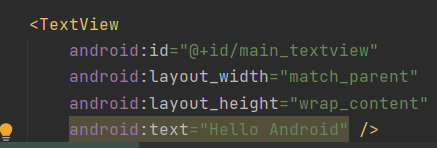 <TextView
android:id="@+id/main_textview"
android:layout_width="match_parent"
android:layout_height="wrap_content"
android:text="Hello Android" />